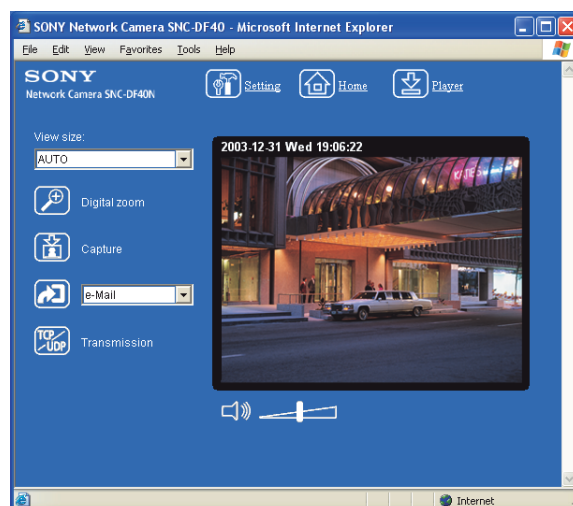 SONY Network Camera SNC-DF40 - Microsoft Internet Explorer
File Edit View Favorites Tools Help
SONY
Network Camera SNC-DF40N
Setting Home Player
View size:
AUTO
2003-12-31 Wed 19:06:22
KATIES
Digital zoom
Capture
e-Mail
TCP/UDP
Transmission
Internet